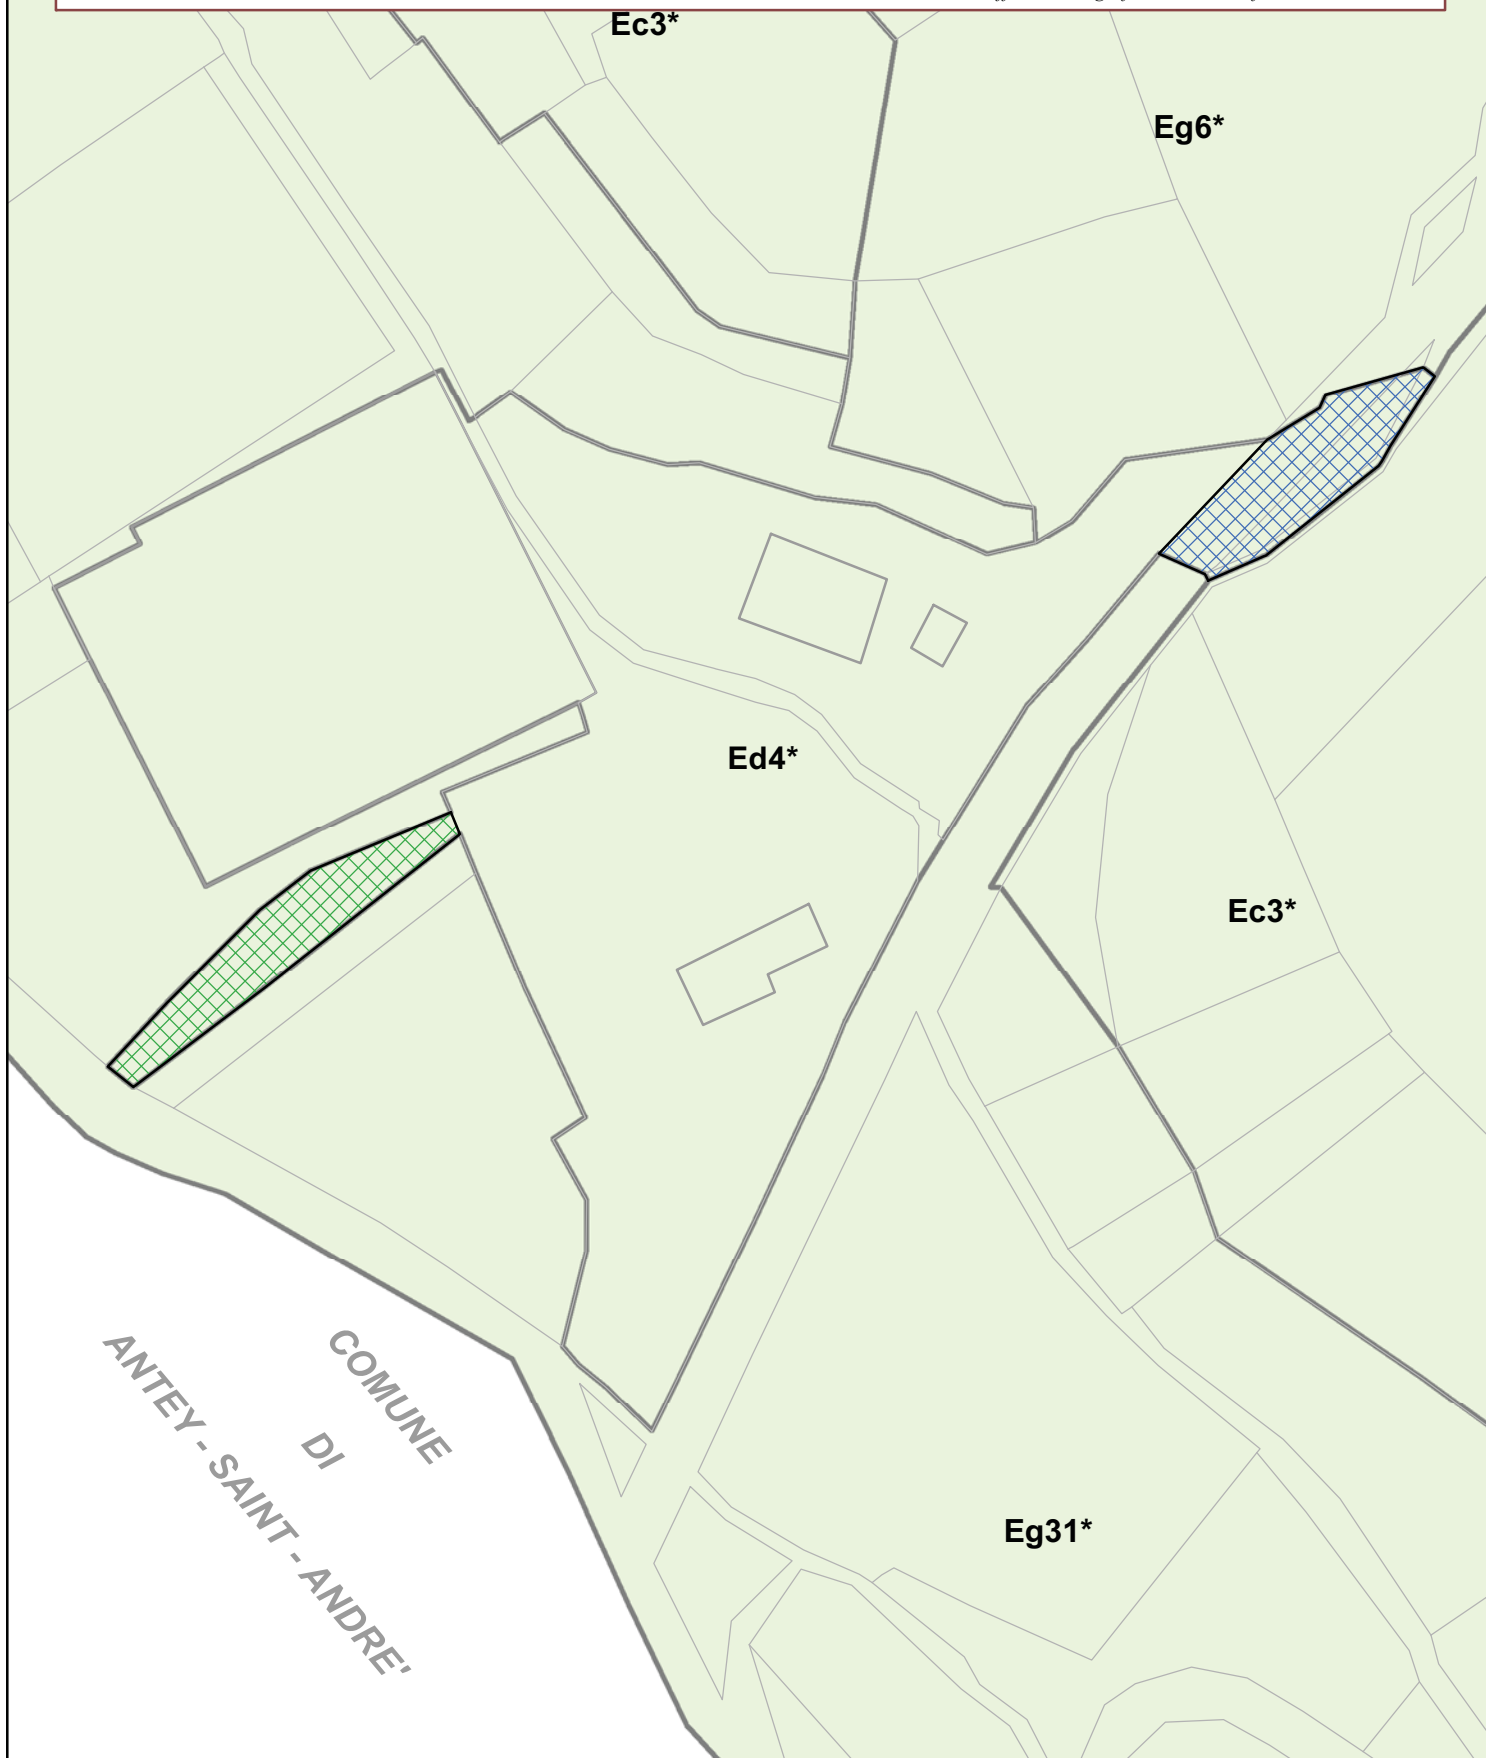 Ec3*
Eg6*
Ed4*
Ec3*
COMUNE
DI
ANTEY - SAINT - ANDRE'
Eg31*